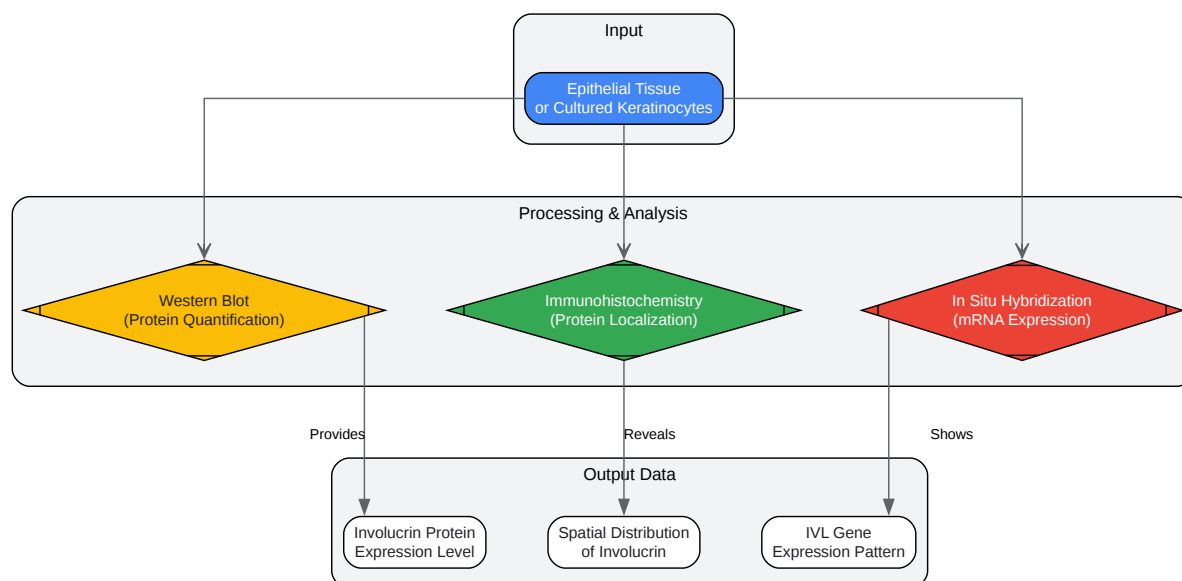 Input
Epithelial Tissue
or Cultured Keratinocytes
Processing & Analysis
Western Blot
(Protein Quantification)
Immunohistochemistry
(Protein Localization)
In Situ Hybridization
(mRNA Expression)
Provides
Reveals
Shows
Output Data
Involucrin Protein
Expression Level
Spatial Distribution
of Involucrin
IVL Gene
Expression Pattern